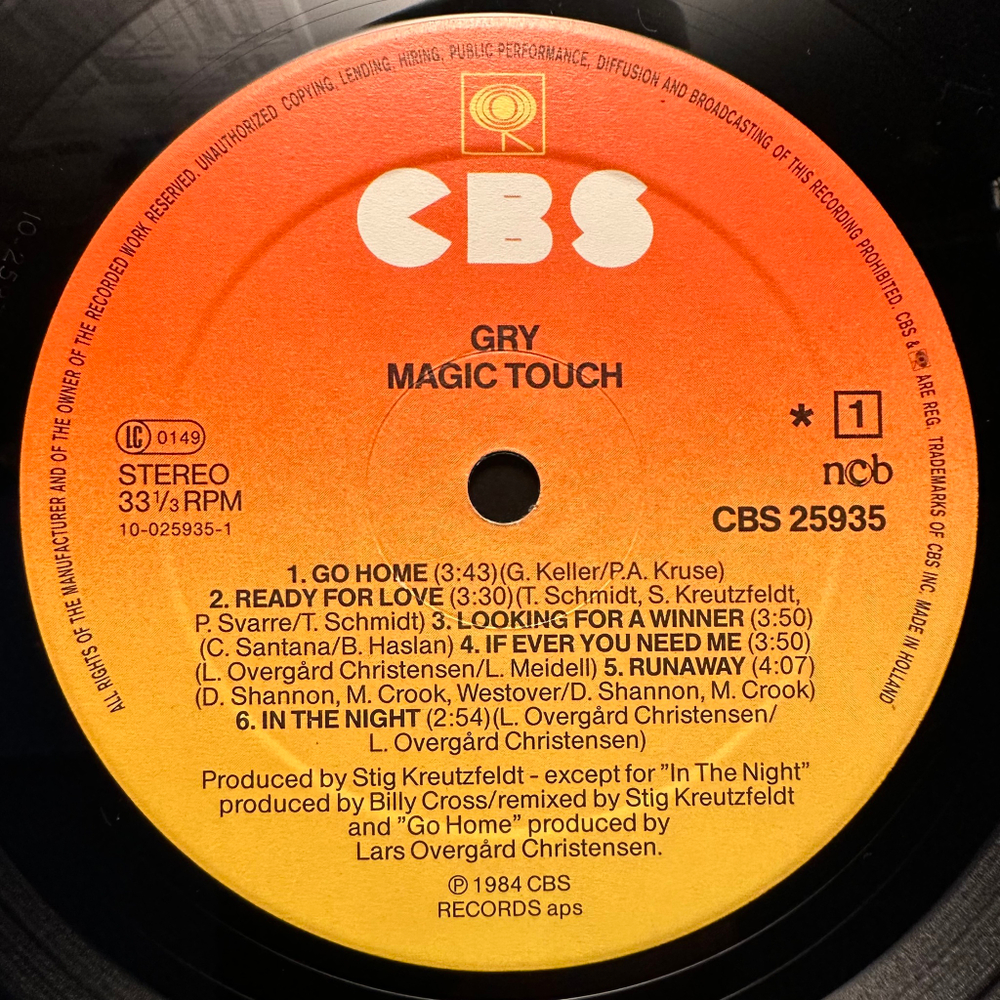 ALL RIGHTS OF THE MANUFACTURER AND OF THE OWNER OF THE RECORDED WORK RESERVED. UNAUTHORIZED COPYING, LENDING, HIRING, PUBLIC PERFORMANCE, DIFFUSION AND BROADCASTING OF THIS RECORDING PROHIBITED. CBS & ARE REG. TRADEMARKS OF CBS INC. MADE IN HOLLAND
CBS
GRY
MAGIC TOUCH
LC 0149
STEREO
33 1/3 RPM
10-025935-1
* 1
ncb
CBS 25935
1. GO HOME (3:43)(G. Keller/P.A. Kruse)
2. READY FOR LOVE (3:30)(T. Schmidt, S. Kreutzfeldt,
P. Svarre/T. Schmidt) 3. LOOKING FOR A WINNER (3:50)
(C. Santana/B. Haslan) 4. IF EVER YOU NEED ME (3:50)
(L. Overgård Christensen/L. Meidell) 5. RUNAWAY (4:07)
(D. Shannon, M. Crook, Westover/D. Shannon, M. Crook)
6. IN THE NIGHT (2:54)(L. Overgård Christensen/
L. Overgård Christensen)
Produced by Stig Kreutzfeldt - except for ”In The Night”
produced by Billy Cross/remixed by Stig Kreutzfeldt
and ”Go Home” produced by
Lars Overgård Christensen.
℗ 1984 CBS
RECORDS aps